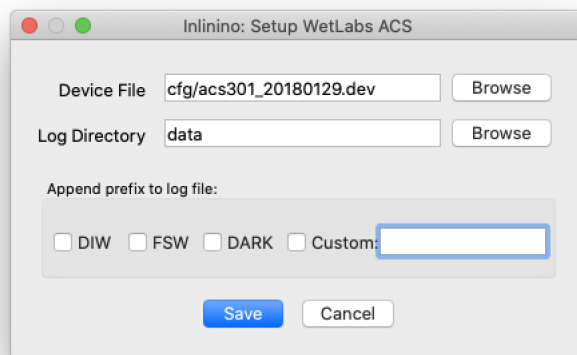 Inlinino: Setup WetLabs ACS
Device File cfg/acs301_20180129.dev Browse
Log Directory data Browse
Append prefix to log file:
DIW FSW DARK Custom:
Save Cancel